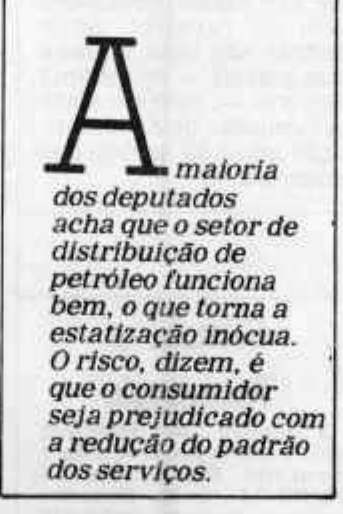 A maioria
dos deputados
acha que o setor de
distribuição de
petróleo funciona
bem, o que torna a
estatização inócua.
O risco, dizem, é
que o consumidor
seja prejudicado com
a redução do padrão
dos serviços.